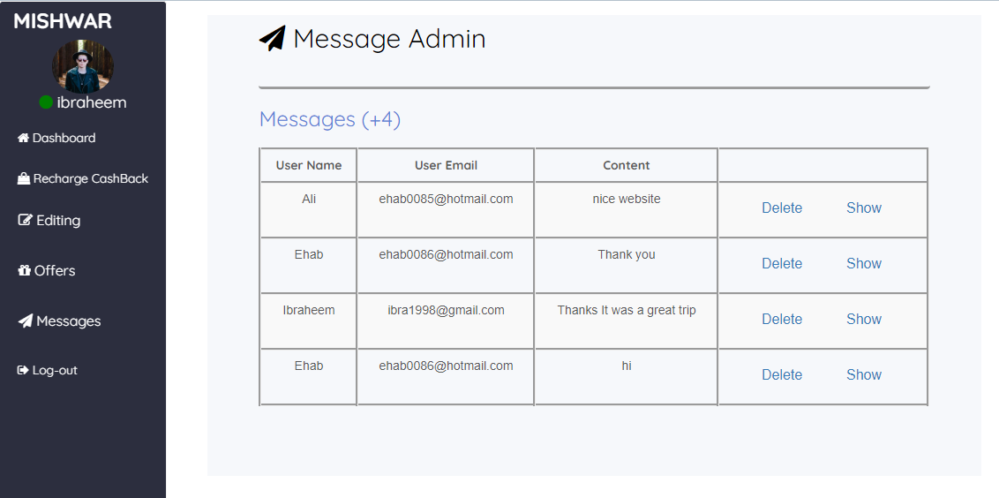 MISHWAR
ibraheem
Dashboard
Recharge CashBack
Editing
Offers
Messages
Log-out
Message Admin
Messages (+4)
User Name User Email Content
Ali ehab0085@hotmail.com nice website Delete Show
Ehab ehab0086@hotmail.com Thank you Delete Show
Ibraheem ibra1998@gmail.com Thanks It was a great trip Delete Show
Ehab ehab0086@hotmail.com hi Delete Show